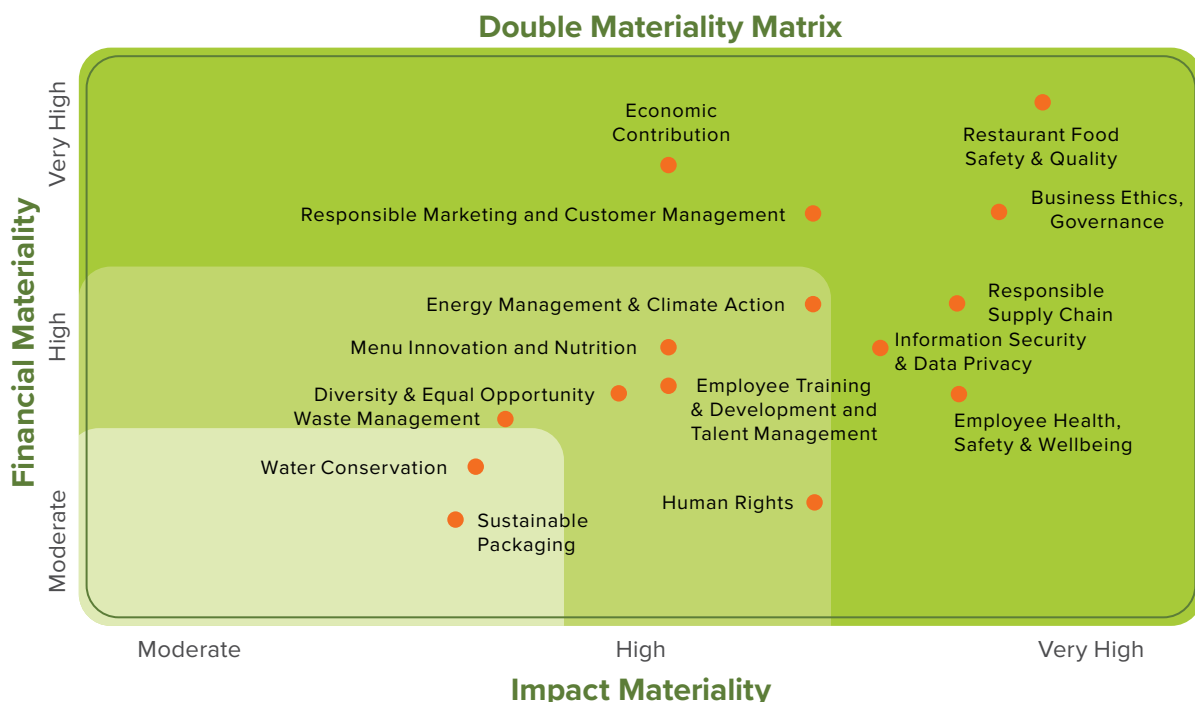 Double Materiality Matrix
Very High
High
Moderate
Financial Materiality
Economic
Contribution
Restaurant Food
Safety & Quality
Responsible Marketing and Customer Management
Business Ethics,
Governance
Energy Management & Climate Action
Responsible
Supply Chain
Menu Innovation and Nutrition
Information Security
& Data Privacy
Diversity & Equal Opportunity
Employee Training
& Development and
Talent Management
Waste Management
Employee Health,
Safety & Wellbeing
Water Conservation
Human Rights
Sustainable
Packaging
Moderate
High
Very High
Impact Materiality